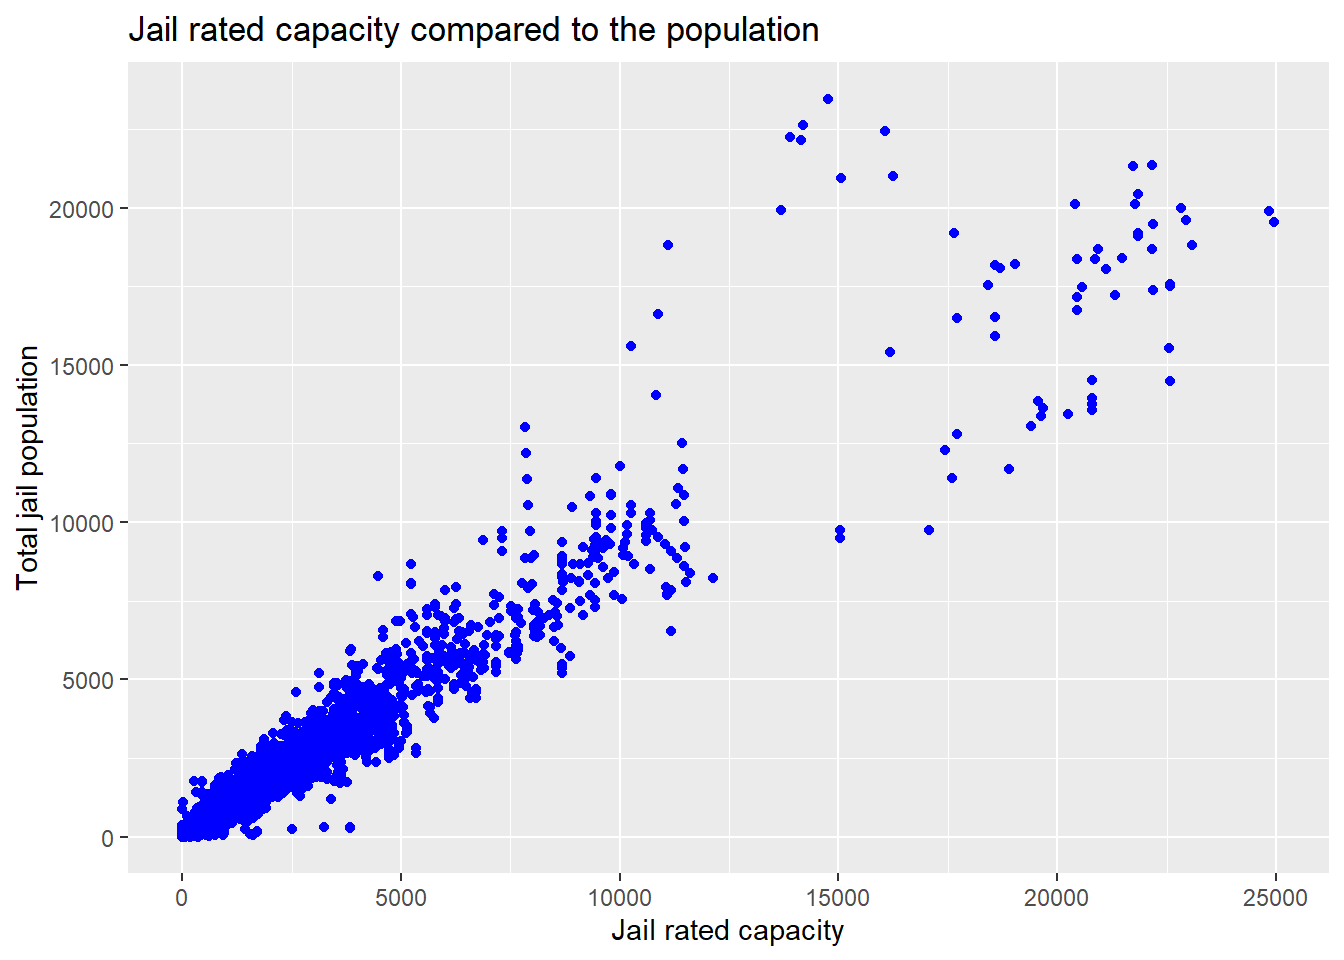 Jail rated capacity compared to the population
Total jail population
20000
15000
10000
5000
0
0 5000 10000 15000 20000 25000
Jail rated capacity